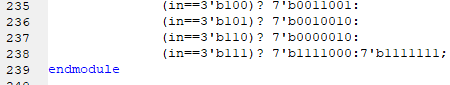 235 (in==3'b100)? 7'b0011001:
236 (in==3'b101)? 7'b0010010:
237 (in==3'b110)? 7'b0000010:
238 (in==3'b111)? 7'b1111000:7'b1111111;
239 endmodule